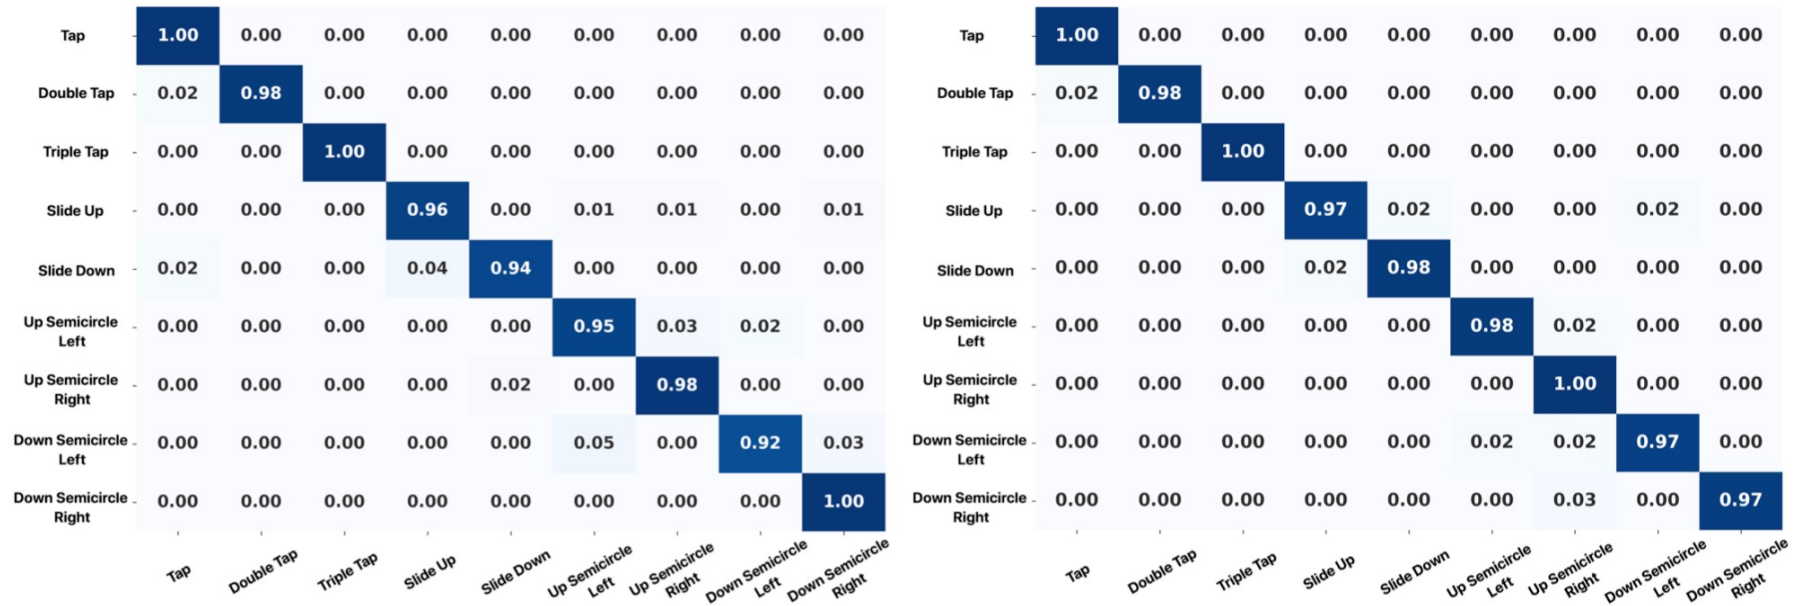 Tap 1.00 0.00 0.00 0.00 0.00 0.00 0.00 0.00 0.00
Double Tap 0.02 0.98 0.00 0.00 0.00 0.00 0.00 0.00 0.00
Triple Tap 0.00 0.00 1.00 0.00 0.00 0.00 0.00 0.00 0.00
Slide Up 0.00 0.00 0.00 0.96 0.00 0.01 0.01 0.00 0.01
Slide Down 0.02 0.00 0.00 0.04 0.94 0.00 0.00 0.00 0.00
Up Semicircle
Left 0.00 0.00 0.00 0.00 0.00 0.95 0.03 0.02 0.00
Up Semicircle
Right 0.00 0.00 0.00 0.00 0.02 0.00 0.98 0.00 0.00
Down Semicircle
Left 0.00 0.00 0.00 0.00 0.00 0.05 0.00 0.92 0.03
Down Semicircle
Right 0.00 0.00 0.00 0.00 0.00 0.00 0.00 0.00 1.00
Tap
Double Tap
Triple Tap
Slide Up
Slide Down
Up Semicircle
Left
Up Semicircle
Right
Down Semicircle
Left
Down Semicircle
Right
Tap 1.00 0.00 0.00 0.00 0.00 0.00 0.00 0.00 0.00
Double Tap 0.02 0.98 0.00 0.00 0.00 0.00 0.00 0.00 0.00
Triple Tap 0.00 0.00 1.00 0.00 0.00 0.00 0.00 0.00 0.00
Slide Up 0.00 0.00 0.00 0.97 0.02 0.00 0.00 0.02 0.00
Slide Down 0.00 0.00 0.00 0.02 0.98 0.00 0.00 0.00 0.00
Up Semicircle
Left 0.00 0.00 0.00 0.00 0.00 0.98 0.02 0.00 0.00
Up Semicircle
Right 0.00 0.00 0.00 0.00 0.00 0.00 1.00 0.00 0.00
Down Semicircle
Left 0.00 0.00 0.00 0.00 0.00 0.02 0.02 0.97 0.00
Down Semicircle
Right 0.00 0.00 0.00 0.00 0.00 0.00 0.03 0.00 0.97
Tap
Double Tap
Triple Tap
Slide Up
Slide Down
Up Semicircle
Left
Up Semicircle
Right
Down Semicircle
Left
Down Semicircle
Right